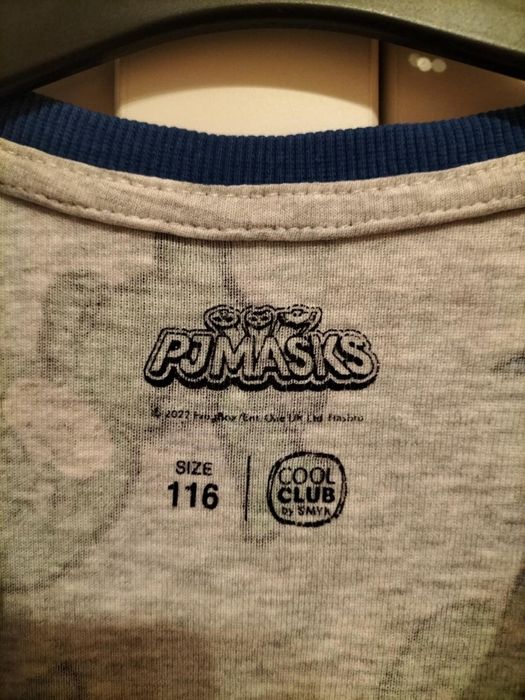 PJMASKS
© 2022 FrogBox/Ent. One UK Ltd Hasbro
SIZE
116
COOL
CLUB
by SMYK